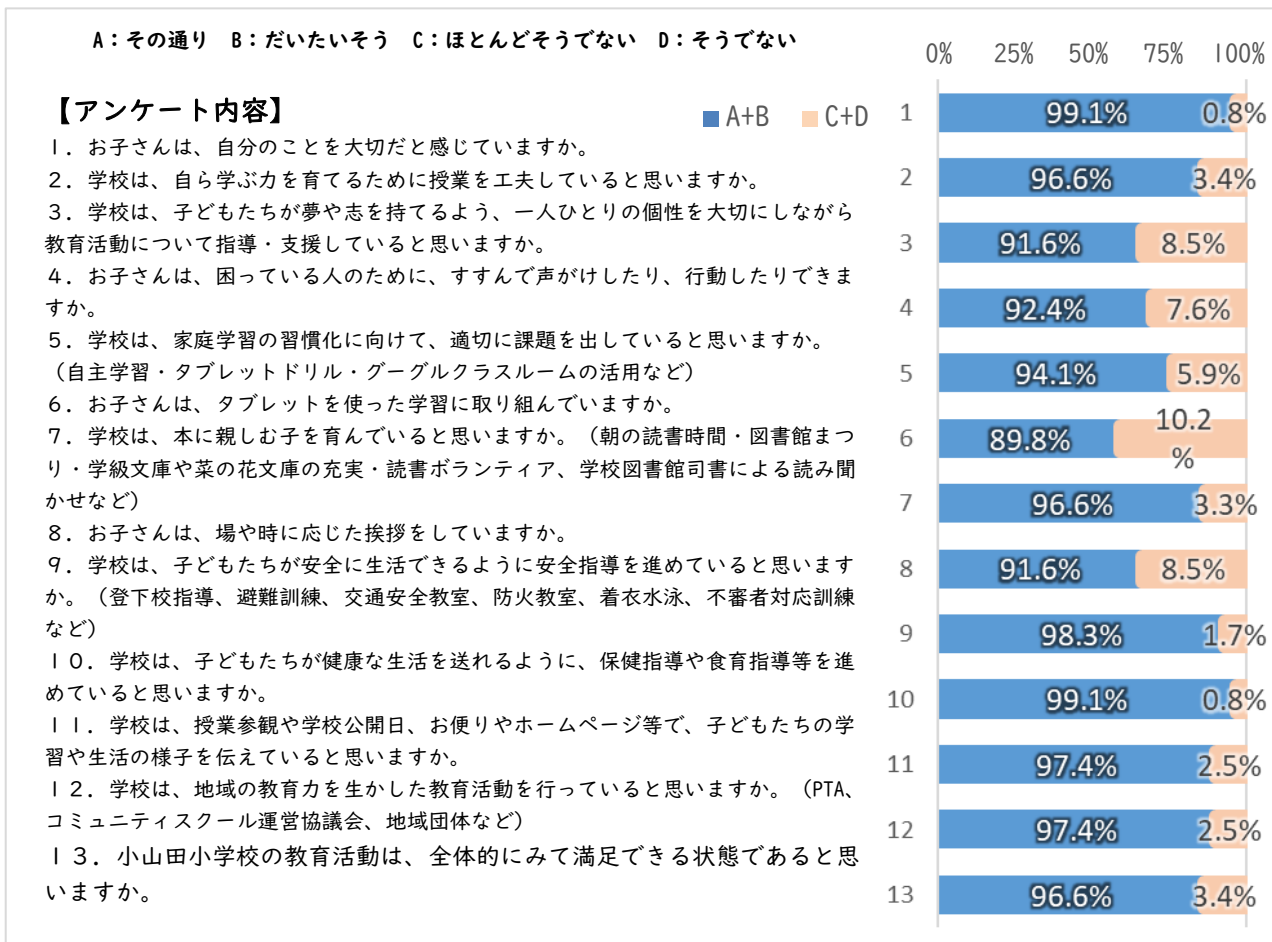 A：その通り B：だいたいそう C：ほとんどそうでない D：そうでない
【アンケート内容】
１．お子さんは、自分のことを大切だと感じていますか。
２．学校は、自ら学ぶ力を育てるために授業を工夫していると思いますか。
３．学校は、子どもたちが夢や志を持てるよう、一人ひとりの個性を大切にしながら
教育活動について指導・支援していると思いますか。
４．お子さんは、困っている人のために、すすんで声がけしたり、行動したりできま
すか。
５．学校は、家庭学習の習慣化に向けて、適切に課題を出していると思いますか。
（自主学習・タブレットドリル・グーグルクラスルームの活用など）
６．お子さんは、タブレットを使った学習に取り組んでいますか。
７．学校は、本に親しむ子を育んでいると思いますか。（朝の読書時間・図書館まつ
り・学級文庫や菜の花文庫の充実・読書ボランティア、学校図書館司書による読み聞
かせなど）
８．お子さんは、場や時に応じた挨拶をしていますか。
９．学校は、子どもたちが安全に生活できるように安全指導を進めていると思います
か。（登下校指導、避難訓練、交通安全教室、防火教室、着衣水泳、不審者対応訓練
など）
１０．学校は、子どもたちが健康な生活を送れるように、保健指導や食育指導等を進
めていると思いますか。
１１．学校は、授業参観や学校公開日、お便りやホームページ等で、子どもたちの学
習や生活の様子を伝えていると思いますか。
１２．学校は、地域の教育力を生かした教育活動を行っていると思いますか。（PTA、
コミュニティスクール運営協議会、地域団体など）
１３．小山田小学校の教育活動は、全体的にみて満足できる状態であると思
いますか。
A+B C+D
0% 25% 50% 75% 100%
1 99.1% 0.8%
2 96.6% 3.4%
3 91.6% 8.5%
4 92.4% 7.6%
5 94.1% 5.9%
6 89.8% 10.2
%
7 96.6% 3.3%
8 91.6% 8.5%
9 98.3% 1.7%
10 99.1% 0.8%
11 97.4% 2.5%
12 97.4% 2.5%
13 96.6% 3.4%